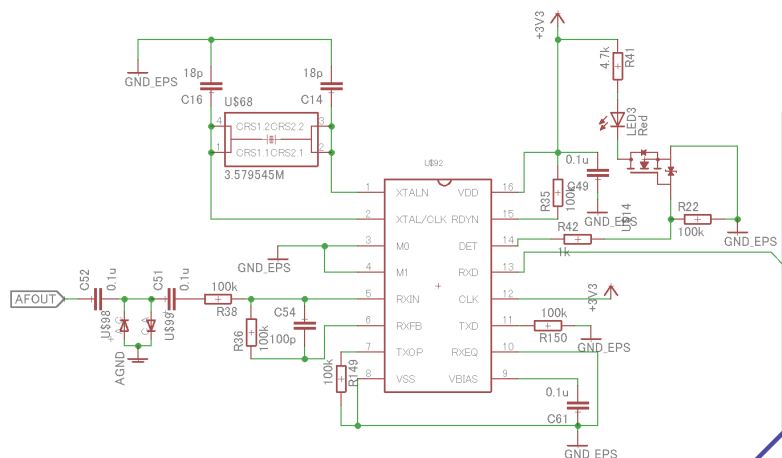 +3V3
GND_EPS
18p
C16
18p
C14
U$68
4
CRS1.2CRS2.2
3
1
CRS1.1CRS2.1
2
3.579545M
4.7k
R41
LED3
Red
0.1u
C49
GND_EPS
R35
100k
U$14
R22
100k
GND_EPS
R42
1k
U$92
1
XTALN
VDD
16
2
XTAL/CLK
RDYN
15
3
M0
DET
14
4
M1
RXD
13
5
RXIN
CLK
12
6
RXFB
TXD
11
7
TXOP
RXEQ
10
8
VSS
VBIAS
9
GND_EPS
+3V3
100k
R150
GND_EPS
AFOUT
C52
0.1u
C51
0.1u
U$98
U$99
AGND
100k
R38
R36
100k
C54
100p
100k
R149
0.1u
C61
GND_EPS